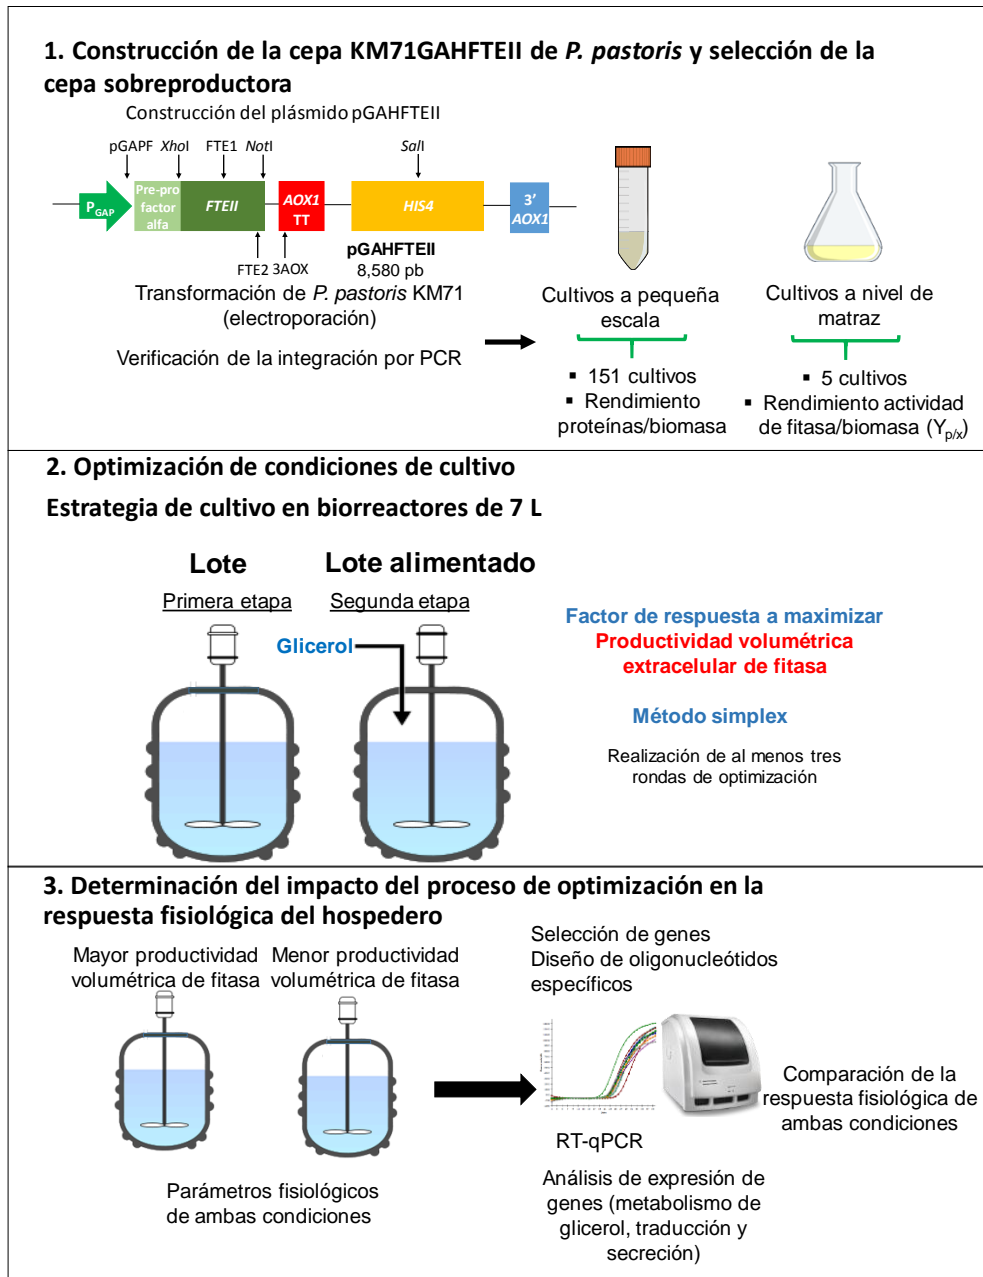 1. Construcción de la cepa KM71GAHFTEII de P. pastoris y selección de la
cepa sobreproductora
Construcción del plásmido pGAHFTEII
pGAPF XhoI FTE1 NotI SalI
P GAP
Pre-pro
factor
alfa
FTEII
AOX1
TT
HIS4
3’
AOX1
FTE2 3AOX
pGAHFTEII
8,580 pb
Transformación de P. pastoris KM71
(electroporación)
Verificación de la integración por PCR
Cultivos a pequeña
escala
▪ 151 cultivos
▪ Rendimiento
proteínas/biomasa
Cultivos a nivel de
matraz
▪ 5 cultivos
▪ Rendimiento actividad
de fitasa/biomasa (Yp/x)
2. Optimización de condiciones de cultivo
Estrategia de cultivo en biorreactores de 7 L
Lote
Primera etapa
Lote alimentado
Segunda etapa
Glicerol
Factor de respuesta a maximizar
Productividad volumétrica
extracelular de fitasa
Método simplex
Realización de al menos tres
rondas de optimización
3. Determinación del impacto del proceso de optimización en la
respuesta fisiológica del hospedero
Mayor productividad
volumétrica de fitasa
Menor productividad
volumétrica de fitasa
Parámetros fisiológicos
de ambas condiciones
Selección de genes
Diseño de oligonucleótidos
específicos
RT-qPCR
Análisis de expresión de
genes (metabolismo de
glicerol, traducción y
secreción)
Comparación de la
respuesta fisiológica de
ambas condiciones